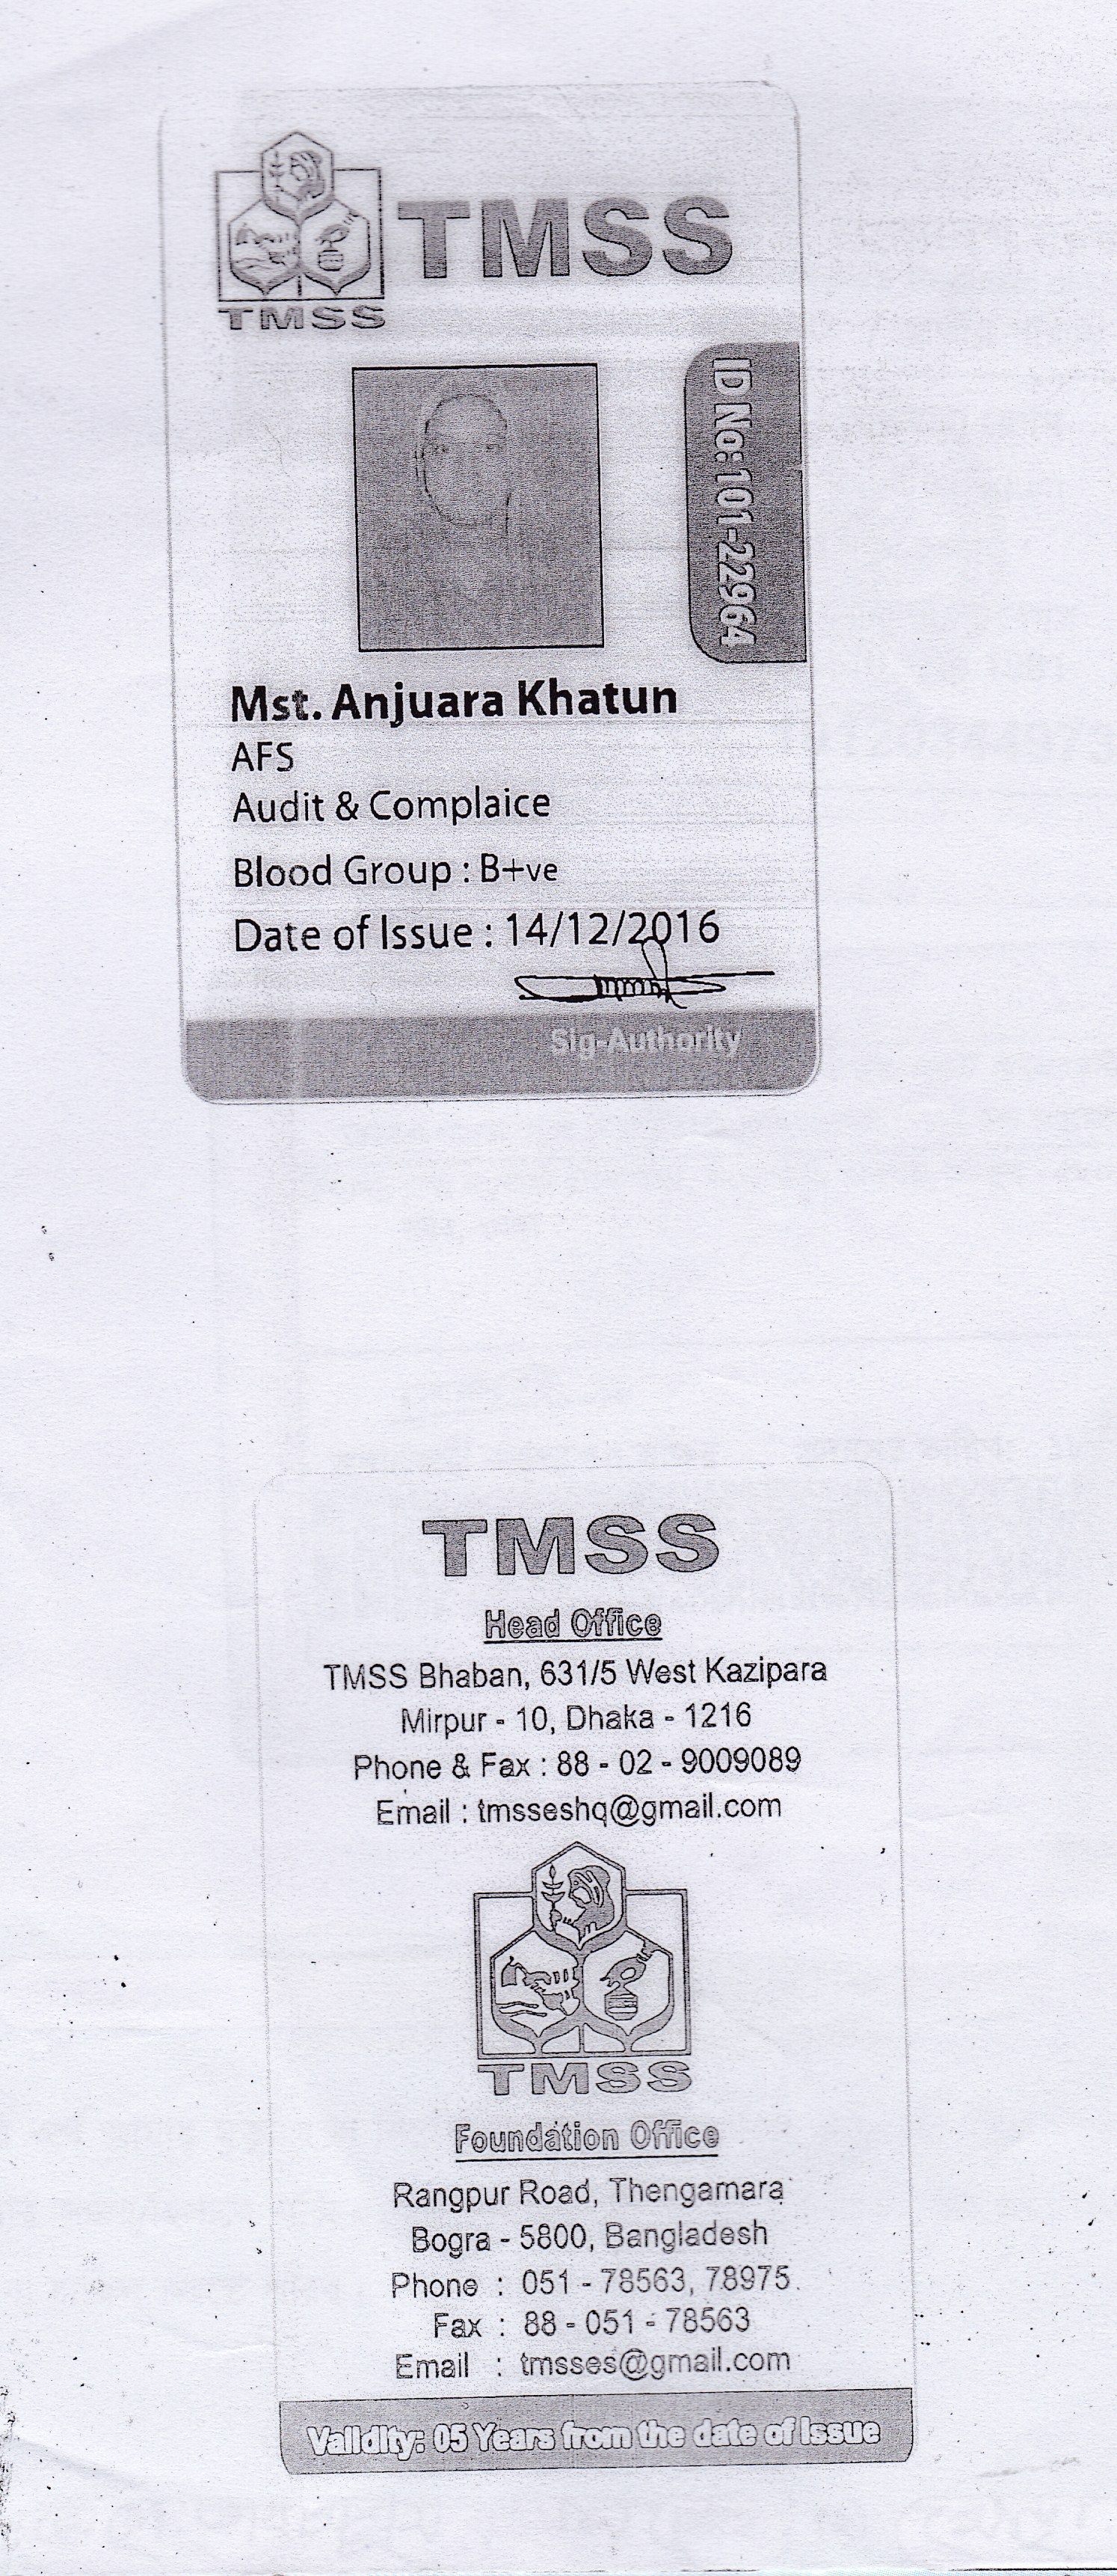 TMSS
TMSS
ID No: 101-22964
Mst. Anjuara Khatun
AFS
Audit & Complaice
Blood Group : B+ve
Date of Issue : 14/12/2016
Sig-Authority
TMSS
Head Office
TMSS Bhaban, 631/5 West Kazipara
Mirpur - 10, Dhaka - 1216
Phone & Fax : 88 - 02 - 9009089
Email : tmsseshq@gmail.com
TMSS
Foundation Office
Rangpur Road, Thengamara
Bogra - 5800, Bangladesh
Phone : 051 - 78563, 78975
Fax : 88 - 051 - 78563
Email : tmsses@gmail.com
Validity: 05 Years from the date of Issue